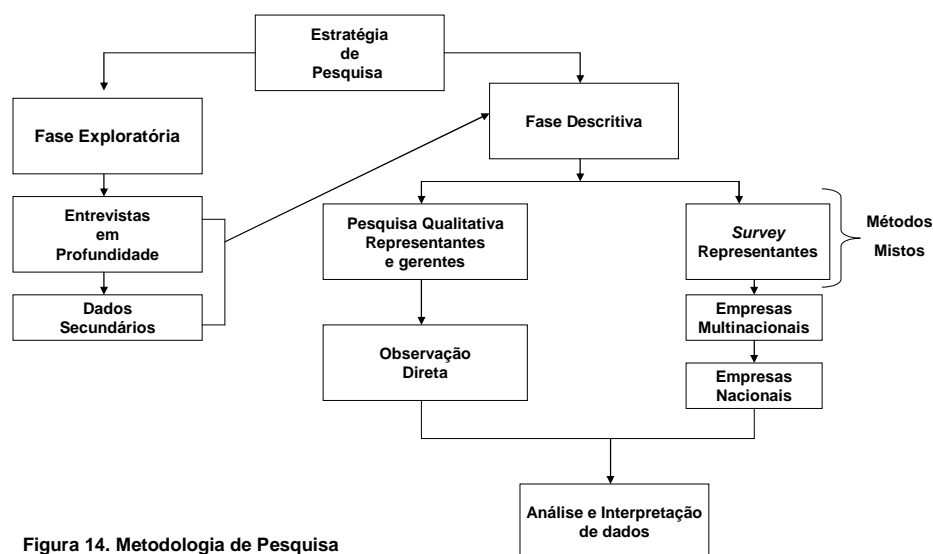 Estratégia
de
Pesquisa
Fase Exploratória
Fase Descritiva
Entrevistas
em
Profundidade
Dados
Secundários
Pesquisa Qualitativa
Representantes
e gerentes
Survey
Representantes
Métodos
Mistos
Observação
Direta
Empresas
Multinacionais
Empresas
Nacionais
Análise e Interpretação
de dados
Figura 14. Metodologia de Pesquisa